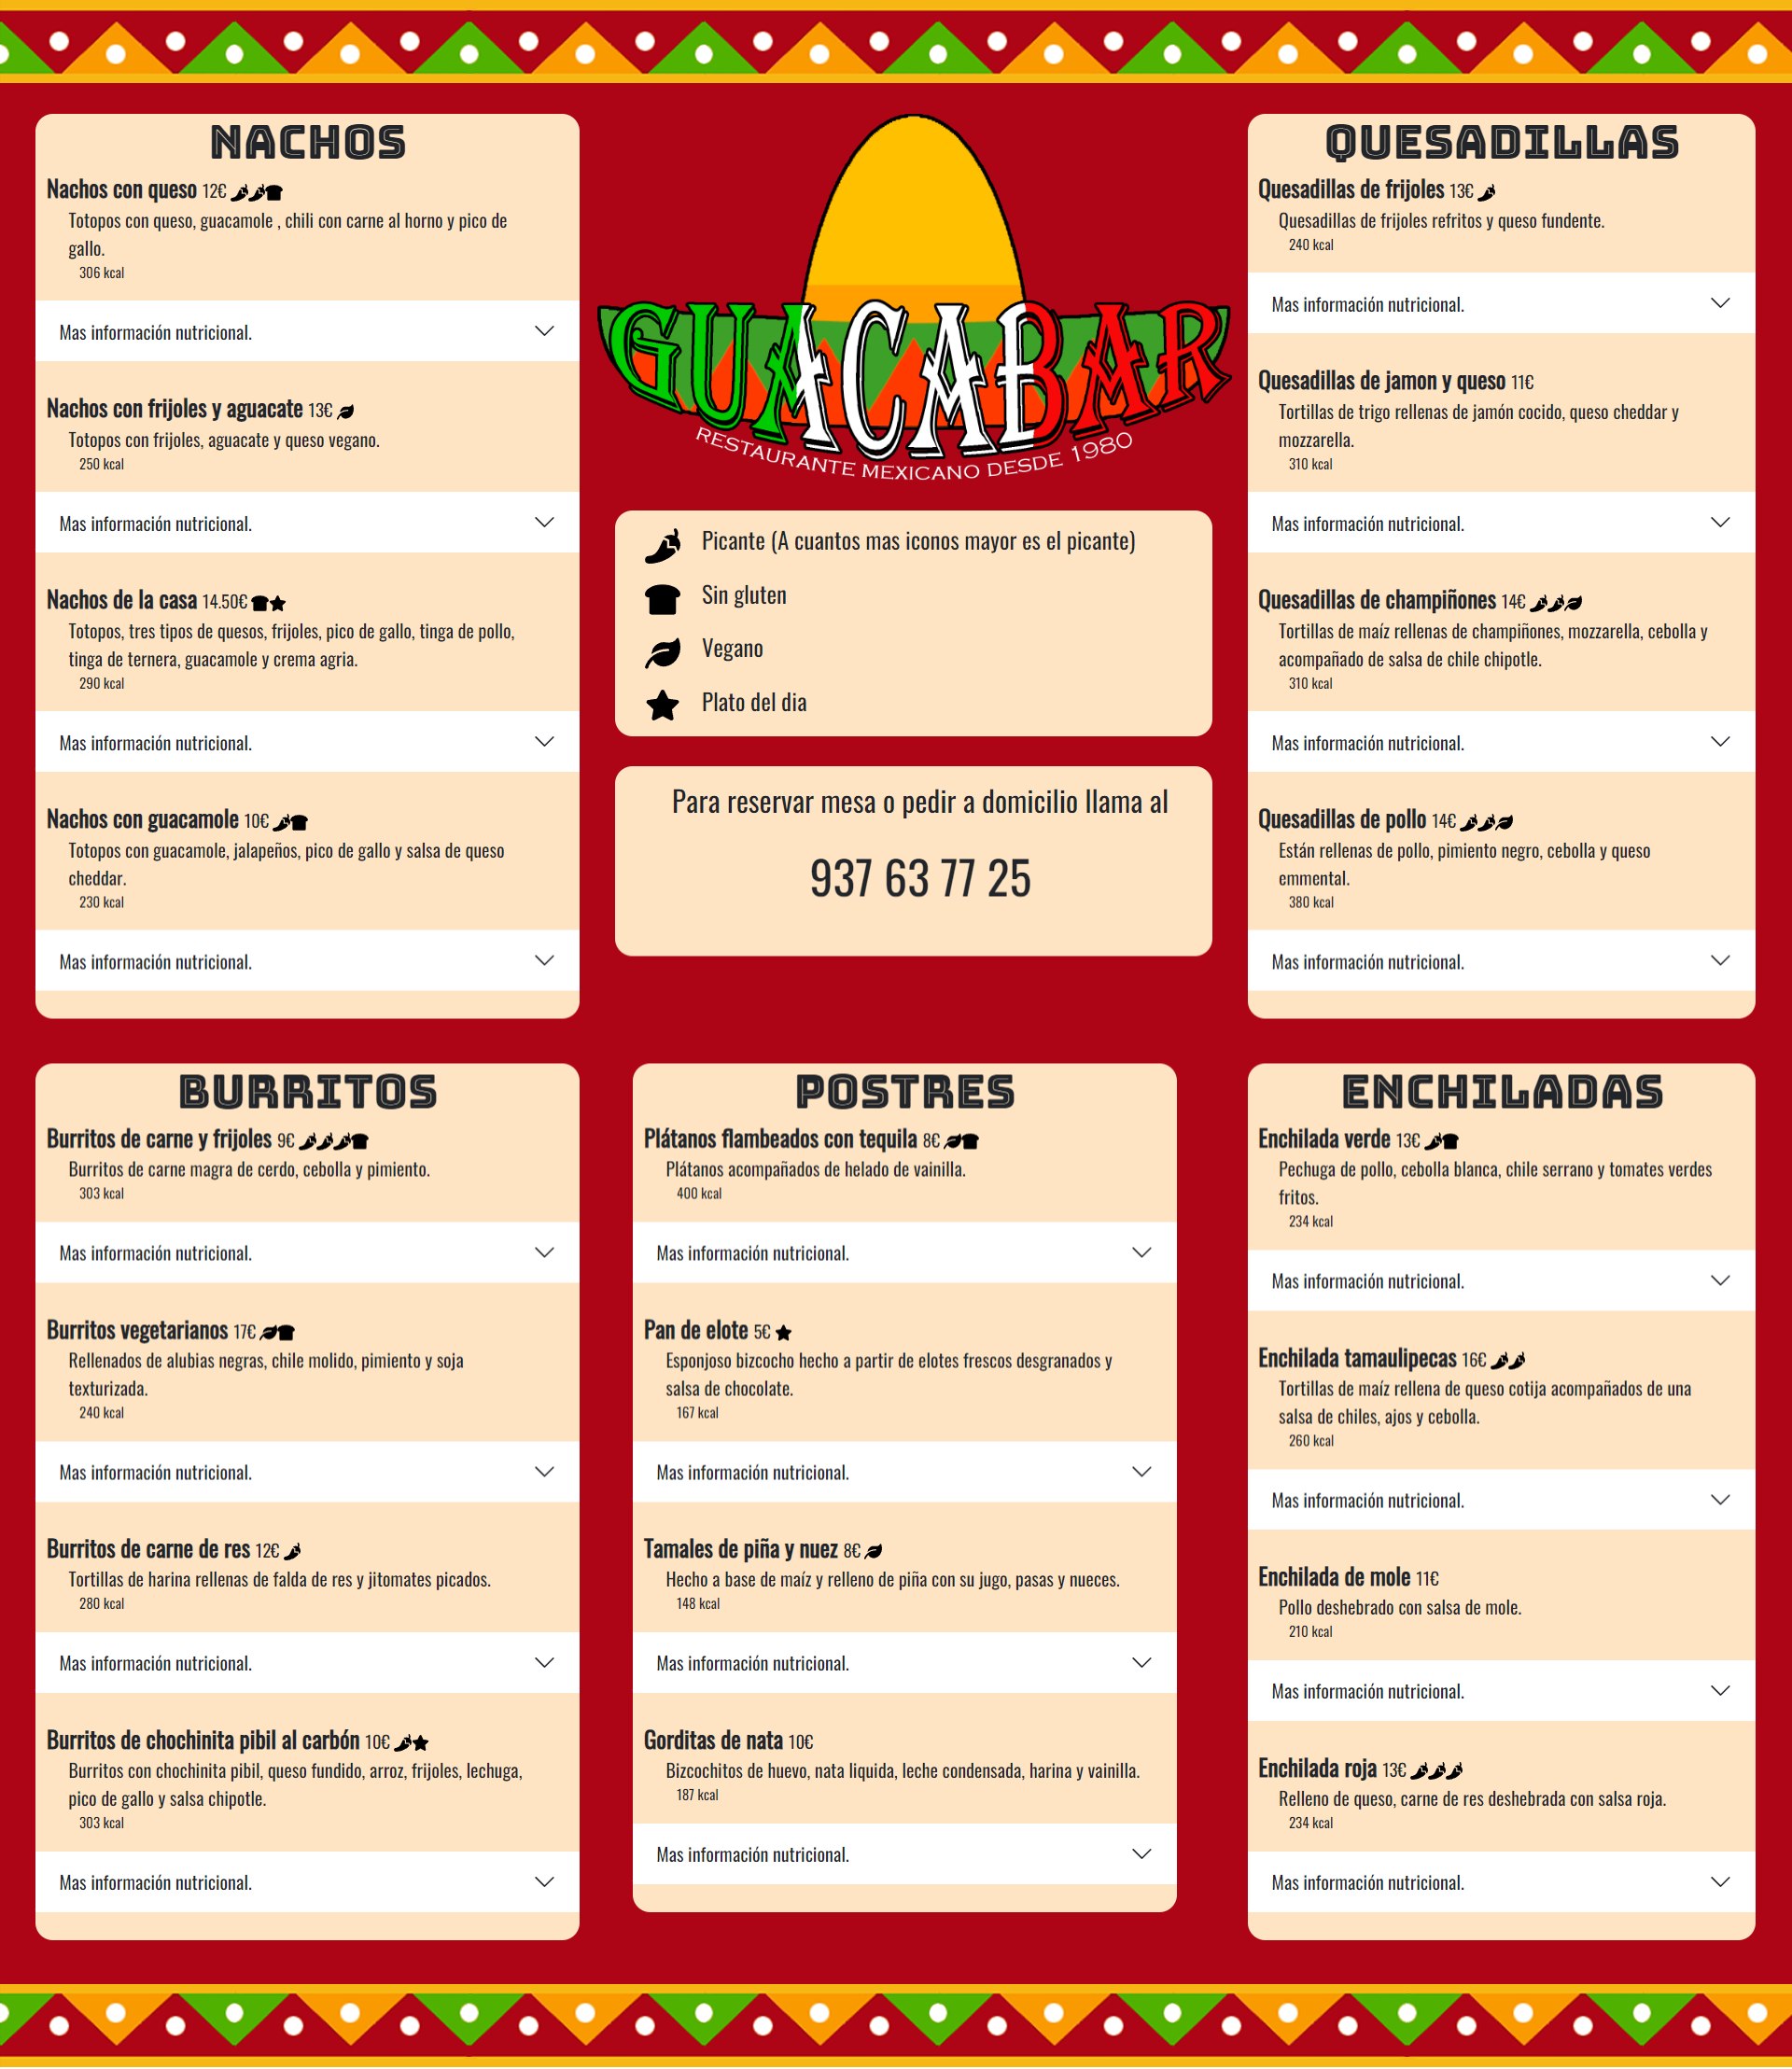 NACHOS
Nachos con queso 12€
Totopos con queso, guacamole , chili con carne al horno y pico de
gallo.
306 kcal
Mas información nutricional.
Nachos con frijoles y aguacate 13€
Totopos con frijoles, aguacate y queso vegano.
250 kcal
Mas información nutricional.
Nachos de la casa 14.50€
Totopos, tres tipos de quesos, frijoles, pico de gallo, tinga de pollo,
tinga de ternera, guacamole y crema agria.
290 kcal
Mas información nutricional.
Nachos con guacamole 10€
Totopos con guacamole, jalapeños, pico de gallo y salsa de queso
cheddar.
230 kcal
Mas información nutricional.
GUACABAR
RESTAURANTE MEXICANO DESDE 1980
Picante (A cuantos mas iconos mayor es el picante)
Sin gluten
Vegano
Plato del dia
Para reservar mesa o pedir a domicilio llama al
937 63 77 25
QUESADILLAS
Quesadillas de frijoles 13€
Quesadillas de frijoles refritos y queso fundente.
240 kcal
Mas información nutricional.
Quesadillas de jamon y queso 11€
Tortillas de trigo rellenas de jamón cocido, queso cheddar y
mozzarella.
310 kcal
Mas información nutricional.
Quesadillas de champiñones 14€
Tortillas de maíz rellenas de champiñones, mozzarella, cebolla y
acompañado de salsa de chile chipotle.
310 kcal
Mas información nutricional.
Quesadillas de pollo 14€
Están rellenas de pollo, pimiento negro, cebolla y queso
emmental.
380 kcal
Mas información nutricional.
BURRITOS
Burritos de carne y frijoles 9€
Burritos de carne magra de cerdo, cebolla y pimiento.
303 kcal
Mas información nutricional.
Burritos vegetarianos 17€
Rellenados de alubias negras, chile molido, pimiento y soja
texturizada.
240 kcal
Mas información nutricional.
Burritos de carne de res 12€
Tortillas de harina rellenas de falda de res y jitomates picados.
280 kcal
Mas información nutricional.
Burritos de chochinita pibil al carbón 10€
Burritos con chochinita pibil, queso fundido, arroz, frijoles, lechuga,
pico de gallo y salsa chipotle.
303 kcal
Mas información nutricional.
POSTRES
Plátanos flambeados con tequila 8€
Plátanos acompañados de helado de vainilla.
400 kcal
Mas información nutricional.
Pan de elote 5€
Esponjoso bizcocho hecho a partir de elotes frescos desgranados y
salsa de chocolate.
167 kcal
Mas información nutricional.
Tamales de piña y nuez 8€
Hecho a base de maíz y relleno de piña con su jugo, pasas y nueces.
148 kcal
Mas información nutricional.
Gorditas de nata 10€
Bizcochitos de huevo, nata liquida, leche condensada, harina y vainilla.
187 kcal
Mas información nutricional.
ENCHILADAS
Enchilada verde 13€
Pechuga de pollo, cebolla blanca, chile serrano y tomates verdes
fritos.
234 kcal
Mas información nutricional.
Enchilada tamaulipecas 16€
Tortillas de maíz rellena de queso cotija acompañados de una
salsa de chiles, ajos y cebolla.
260 kcal
Mas información nutricional.
Enchilada de mole 11€
Pollo deshebrado con salsa de mole.
210 kcal
Mas información nutricional.
Enchilada roja 13€
Relleno de queso, carne de res deshebrada con salsa roja.
234 kcal
Mas información nutricional.